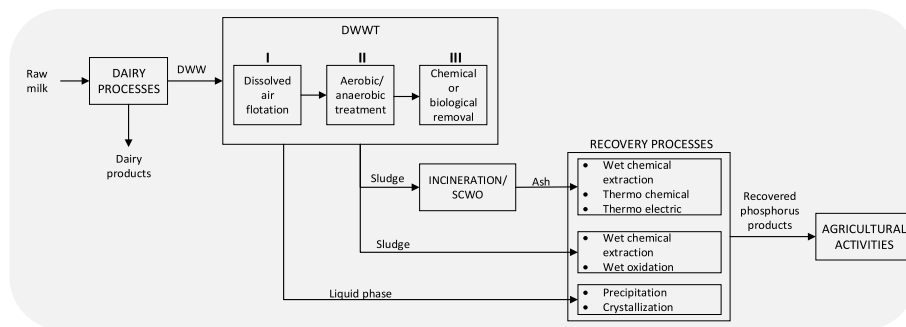 DWWT
I
II
III
Raw
milk
DAIRY
PROCESSES
DWW
Dissolved
air
flotation
Aerobic/
anaerobic
treatment
Chemical
or
biological
removal
Dairy
products
RECOVERY PROCESSES
Sludge
INCINERATION/
SCWO
Ash
• Wet chemical
extraction
• Thermo chemical
• Thermo electric
Recovered
phosphorus
products
AGRICULTURAL
ACTIVITIES
Sludge
• Wet chemical
extraction
• Wet oxidation
Liquid phase
• Precipitation
• Crystallization